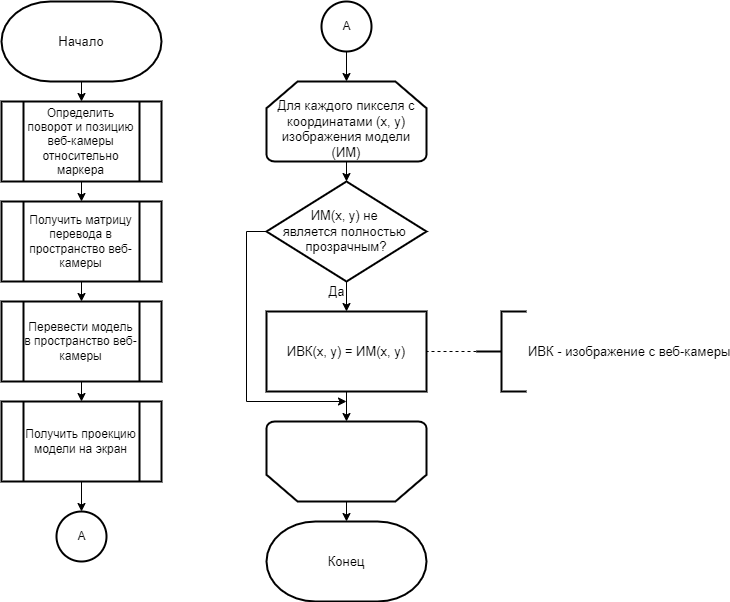 Начало
Определить
поворот и позицию
веб-камеры
относительно
маркера
Получить матрицу
перевода в
пространство веб-
камеры
Перевести модель
в пространство веб-
камеры
Получить проекцию
модели на экран
А
А
Для каждого пикселя с
координатами (x, y)
изображения модели
(ИМ)
ИМ(x, y) не
является полностью
прозрачным?
Да
ИВК(x, y) = ИМ(x, y)
ИВК - изображение с веб-камеры
Конец